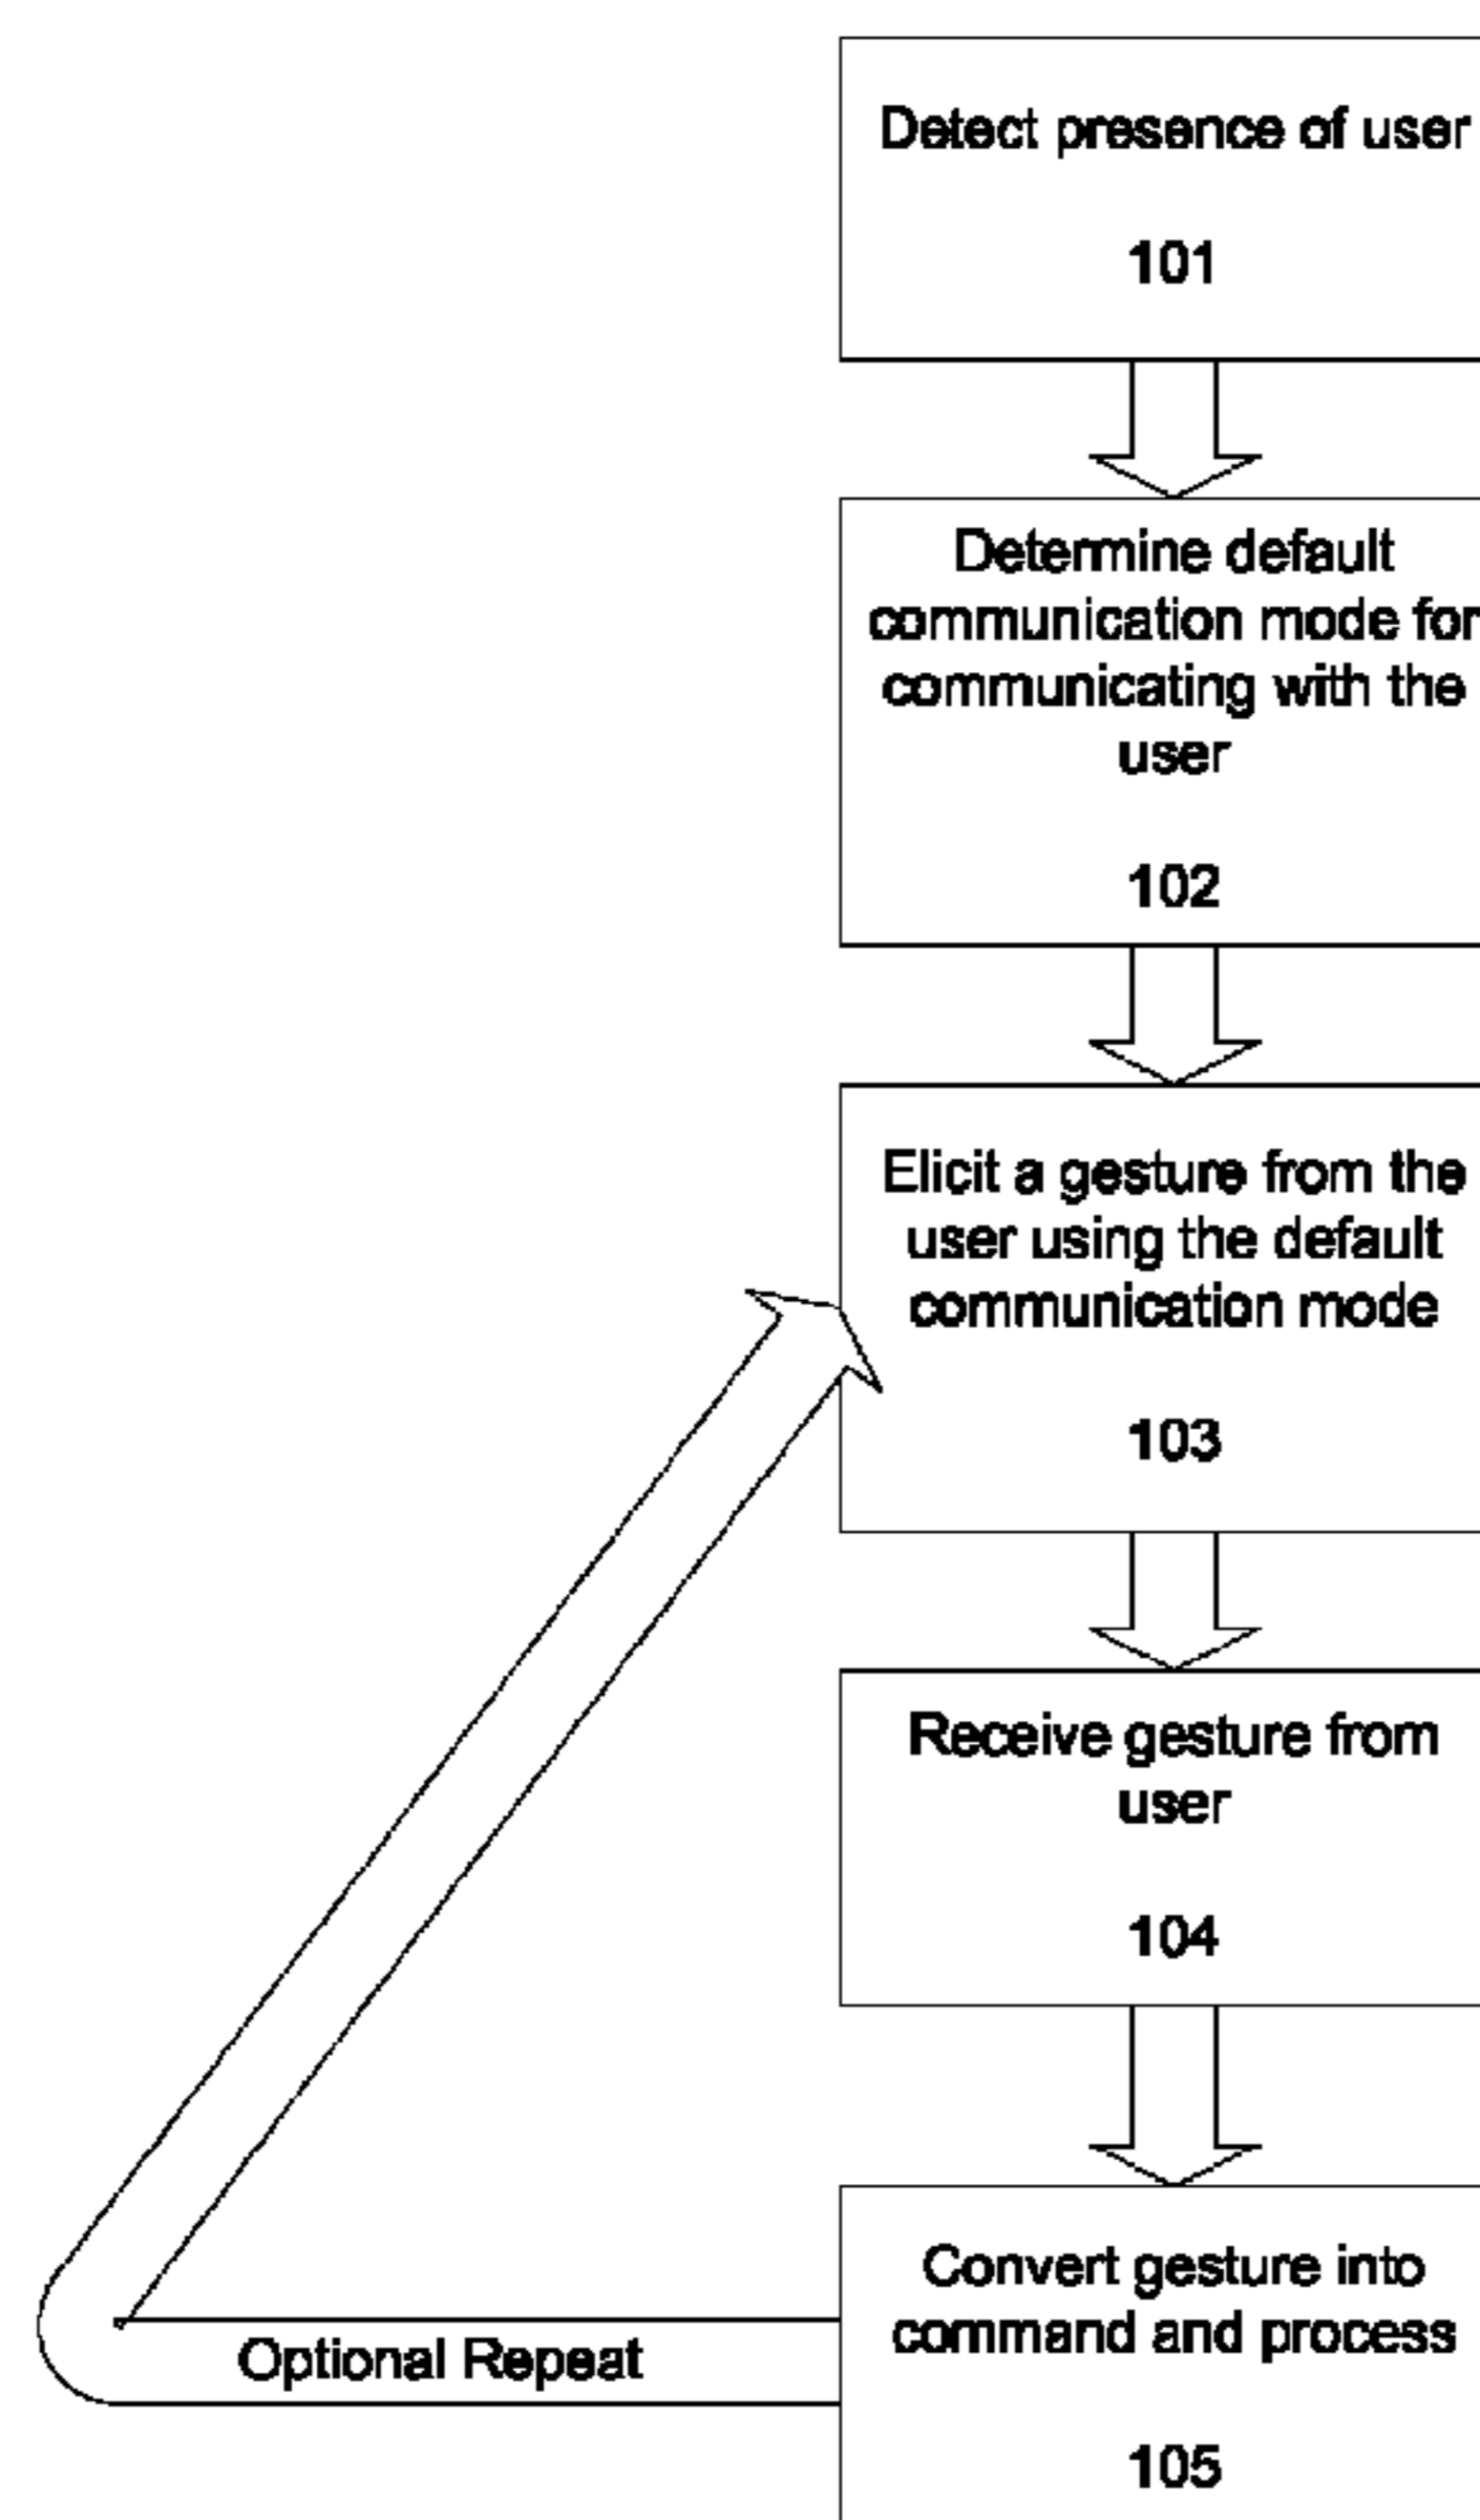 Detect presence of user
101
Determine default
communication mode for
communicating with the
user
102
Elicit a gesture from the
user using the default
communication mode
103
Receive gesture from
user
104
Convert gesture into
command and process
Optional Repeat
105